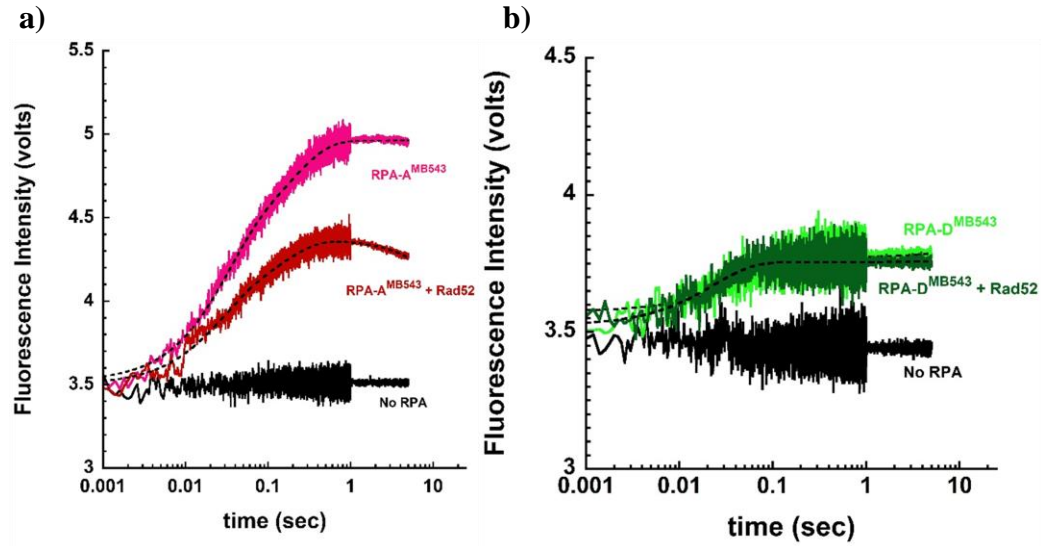 a)
5.5
5
4.5
4
3.5
3
Fluorescence Intensity (volts)
RPA-A^MB543
RPA-A^MB543 + Rad52
No RPA
0.001 0.01 0.1 1 10
time (sec)
b)
4.5
4
3.5
3
Fluorescence Intensity (volts)
RPA-D^MB543
RPA-D^MB543 + Rad52
No RPA
0.001 0.01 0.1 1 10
time (sec)